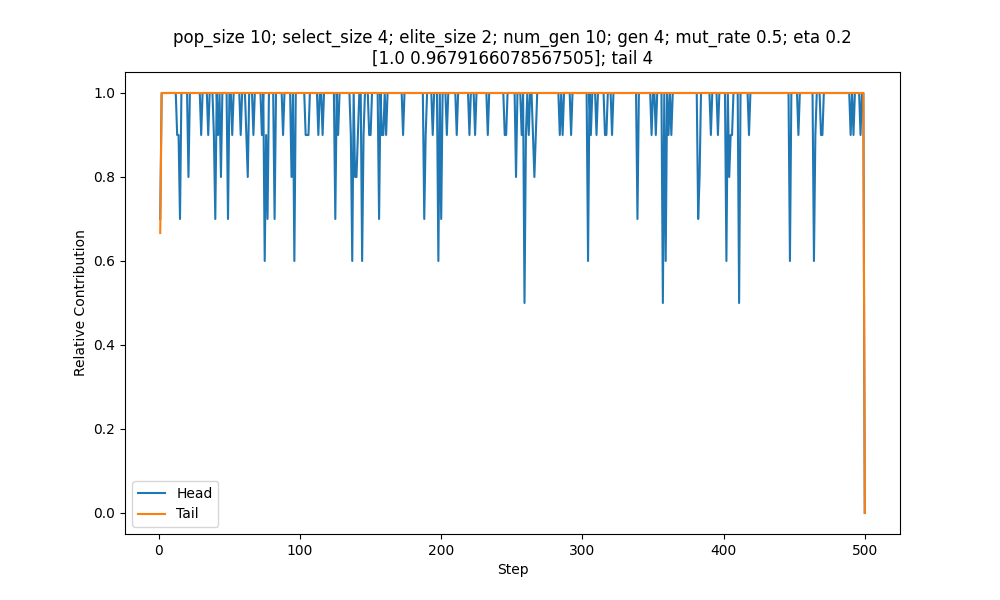 pop_size 10; select_size 4; elite_size 2; num_gen 10; gen 4; mut_rate 0.5; eta 0.2
[1.0 0.9679166078567505]; tail 4
Relative Contribution
1.0
0.8
0.6
0.4
0.2
0.0
Head
Tail
0
100
200
300
400
500
Step